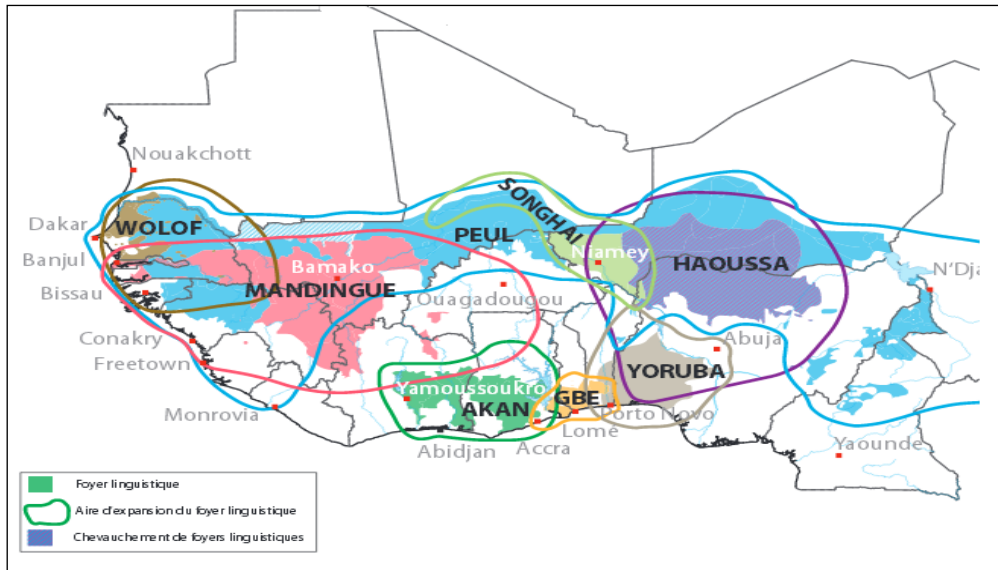 Nouakchott
SONGHAI
Dakar
WOLOF
PEUL
Niamey
HAOUSSA
Banjul
Bamako
N'Dja
Bissau
MANDINGUE
Ouagadougou
Conakry
Abuja
Freetown
YORUBA
Yamoussoukro
GBE
Monrovia
AKAN
Porto Novo
Lomé
Abidjan
Accra
Yaounde
Foyer linguistique
Aire d'expansion du foyer linguistique
Chevauchement de foyers linguistiques